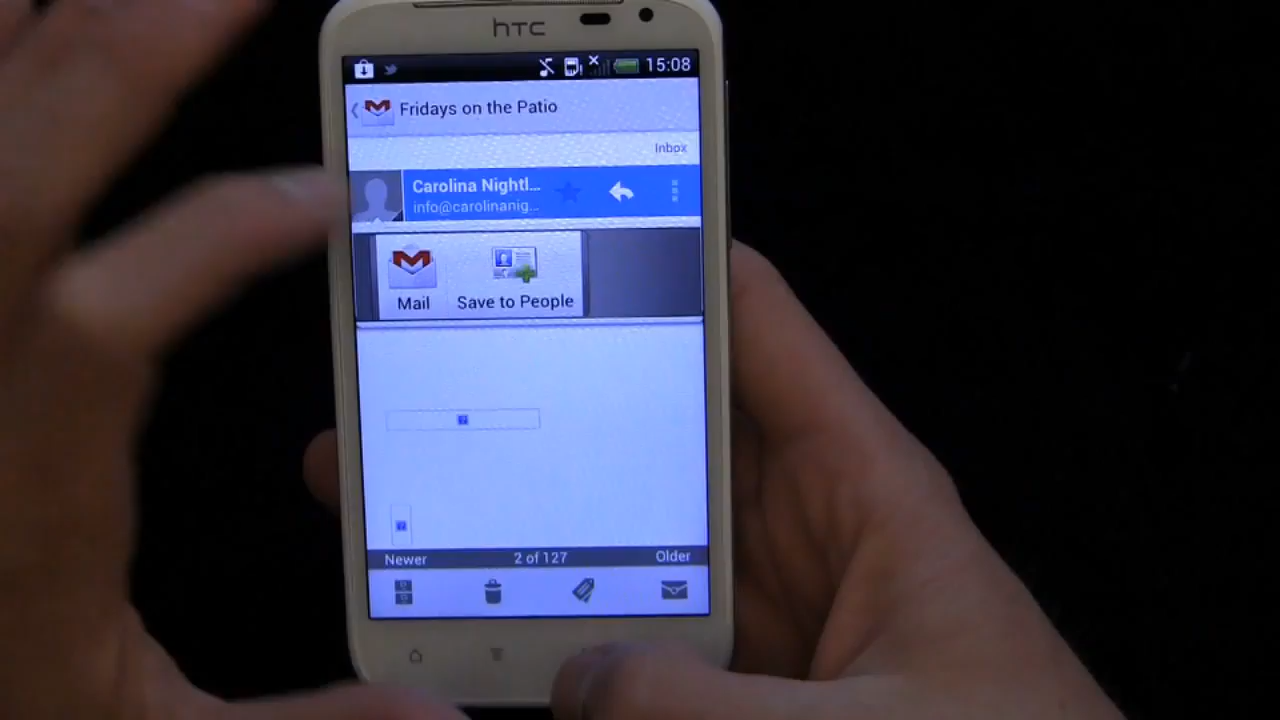 hTC
15:08
Fridays on the Patio
Inbox
Carolina Nightl...
info@carolinanig...
Mail
Save to People
Newer
2 of 127
Older